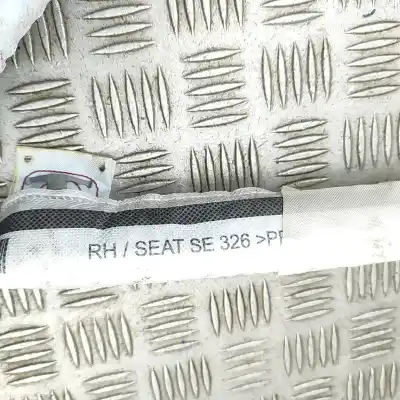 RH / SEAT SE 326 >P